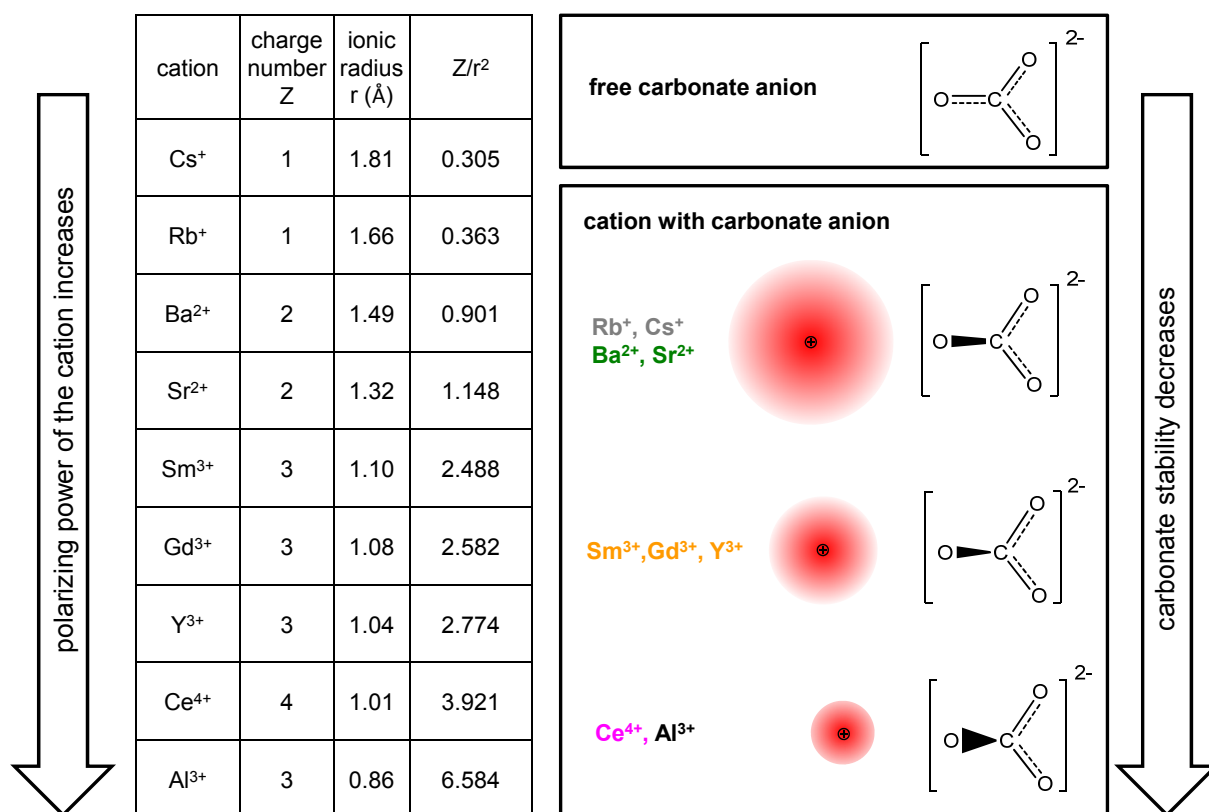 polarizing power of the cation increases
cation
charge number Z
ionic radius r (Å)
Z/r²
Cs⁺ 1 1.81 0.305
Rb⁺ 1 1.66 0.363
Ba²⁺ 2 1.49 0.901
Sr²⁺ 2 1.32 1.148
Sm³⁺ 3 1.10 2.488
Gd³⁺ 3 1.08 2.582
Y³⁺ 3 1.04 2.774
Ce⁴⁺ 4 1.01 3.921
Al³⁺ 3 0.86 6.584
free carbonate anion
2-
O
O C
O
cation with carbonate anion
Rb⁺, Cs⁺
Ba²⁺, Sr²⁺
⊕
2-
O
O C
O
Sm³⁺,Gd³⁺, Y³⁺
⊕
2-
O
O C
O
Ce⁴⁺, Al³⁺
⊕
2-
O
O C
O
carbonate stability decreases